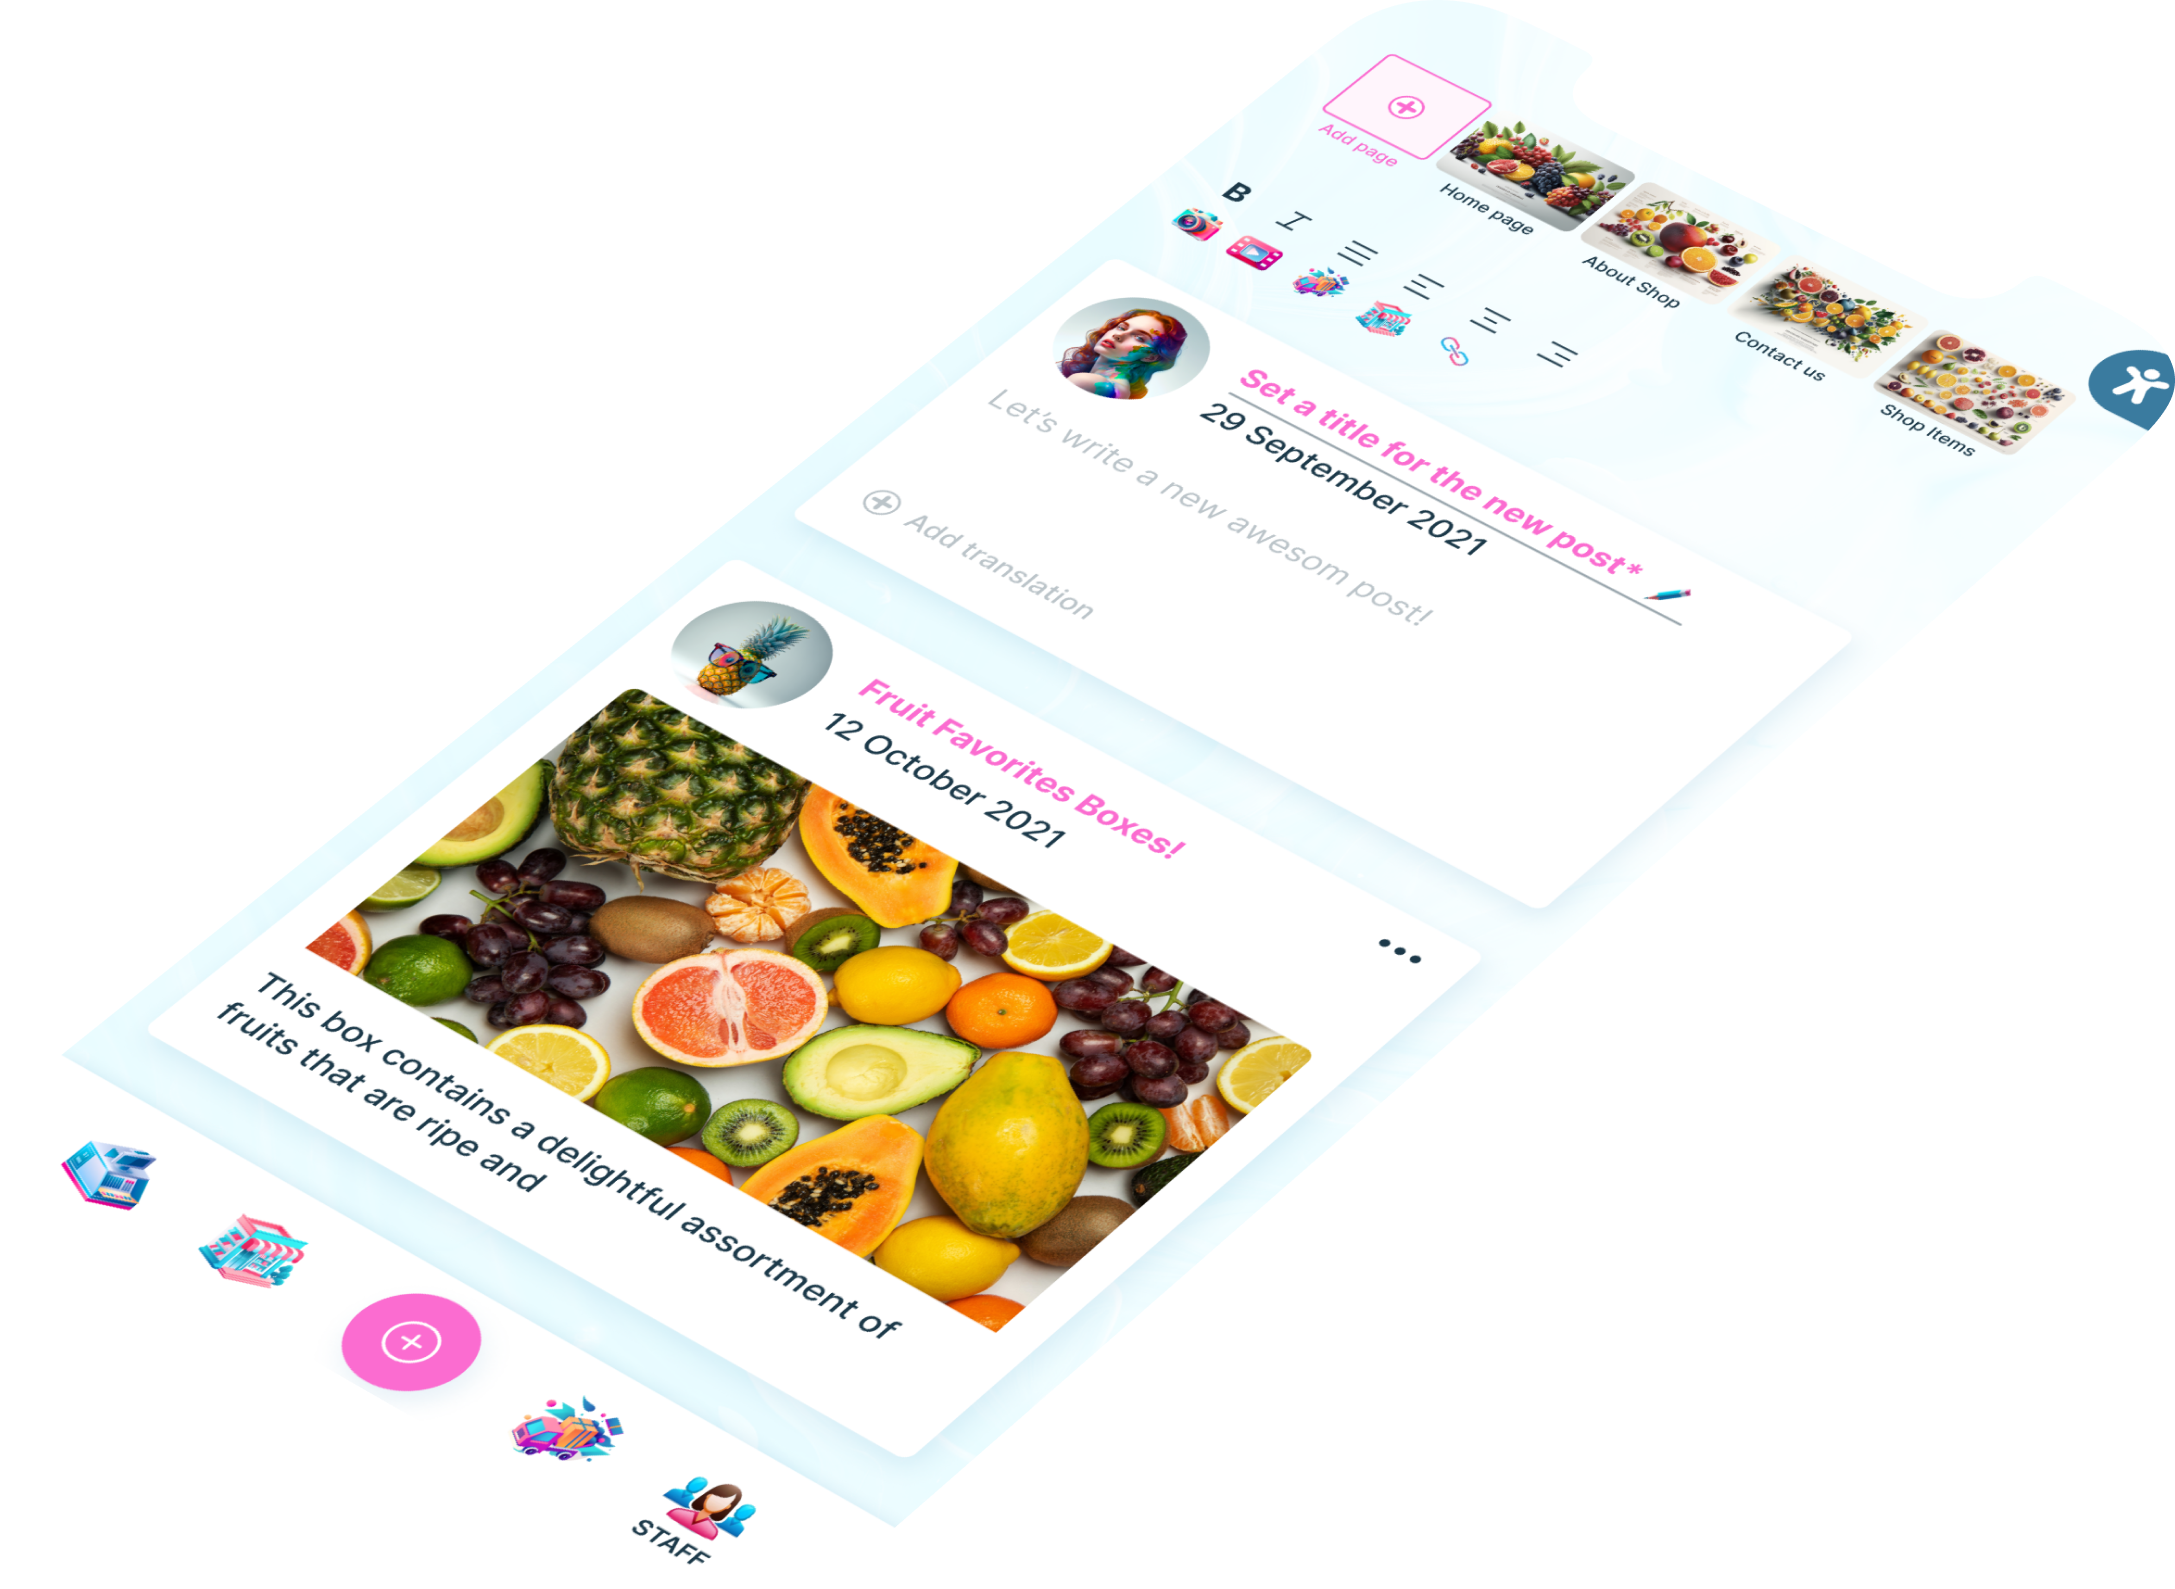 Add page
Home page
About Shop
Contact us
Shop Items
B
I
Set a title for the new post*
29 September 2021
Let's write a new awesom post!
Add translation
Fruit Favorites Boxes!
12 October 2021
This box contains a delightful assortment of
fruits that are ripe and
STAFF